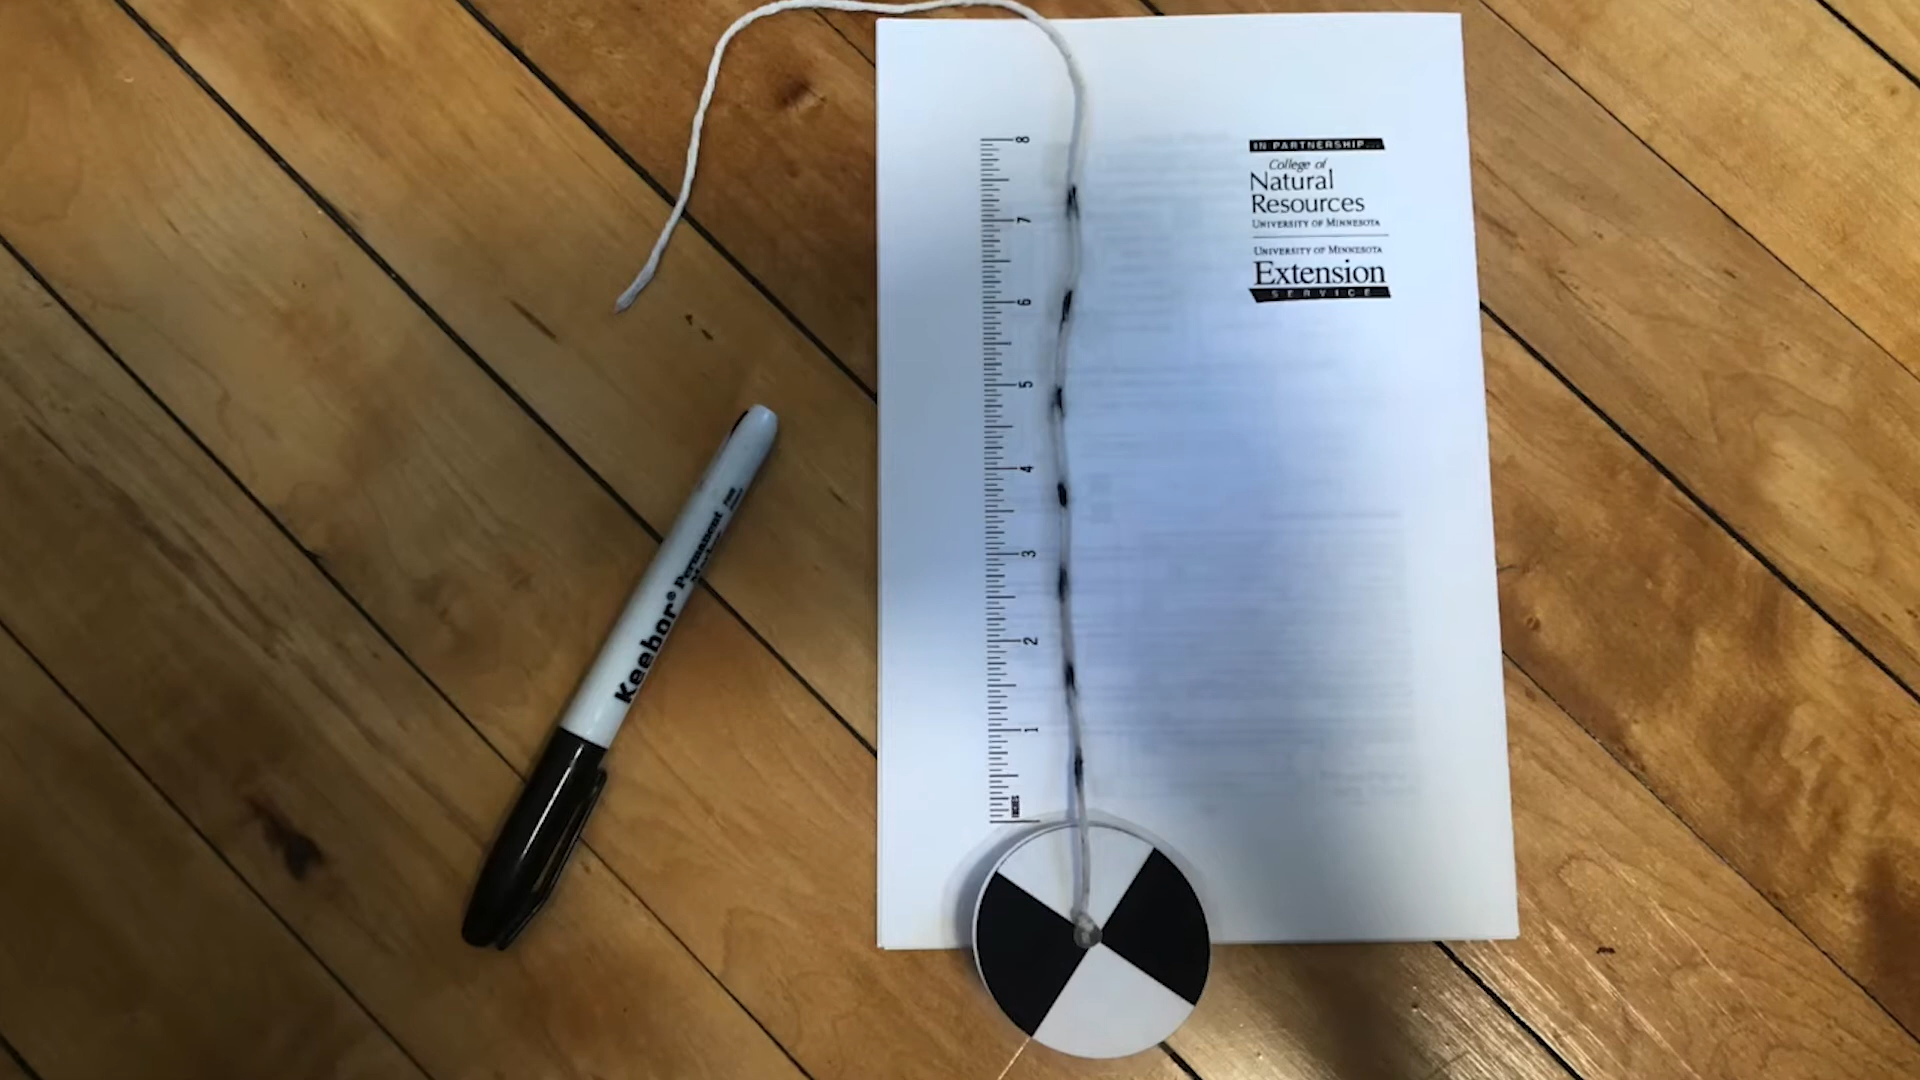 8
7
6
5
4
3
2
1
INCHES
IN PARTNERSHIP...
College of
Natural
Resources
UNIVERSITY OF MINNESOTA
UNIVERSITY OF MINNESOTA
Extension
SERVICE
Keebor® Permanent